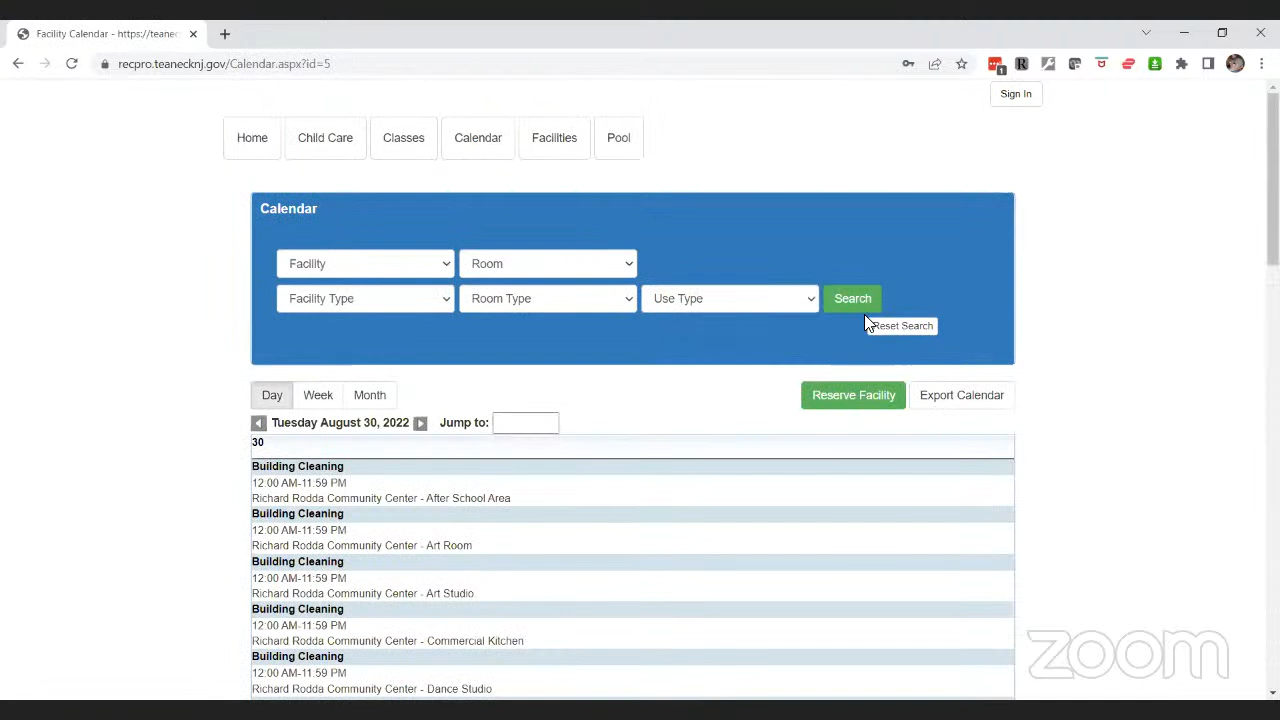 Facility Calendar - https://teanec
recpro.teanecknj.gov/Calendar.aspx?id=5
1
Sign In
Home Child Care Classes Calendar Facilities Pool
Calendar
Facility Room
Facility Type Room Type Use Type Search
Reset Search
Day Week Month Reserve Facility Export Calendar
Tuesday August 30, 2022 Jump to:
30
Building Cleaning
12:00 AM-11:59 PM
Richard Rodda Community Center - After School Area
Building Cleaning
12:00 AM-11:59 PM
Richard Rodda Community Center - Art Room
Building Cleaning
12:00 AM-11:59 PM
Richard Rodda Community Center - Art Studio
Building Cleaning
12:00 AM-11:59 PM
Richard Rodda Community Center - Commercial Kitchen
Building Cleaning
12:00 AM-11:59 PM
Richard Rodda Community Center - Dance Studio
zoom